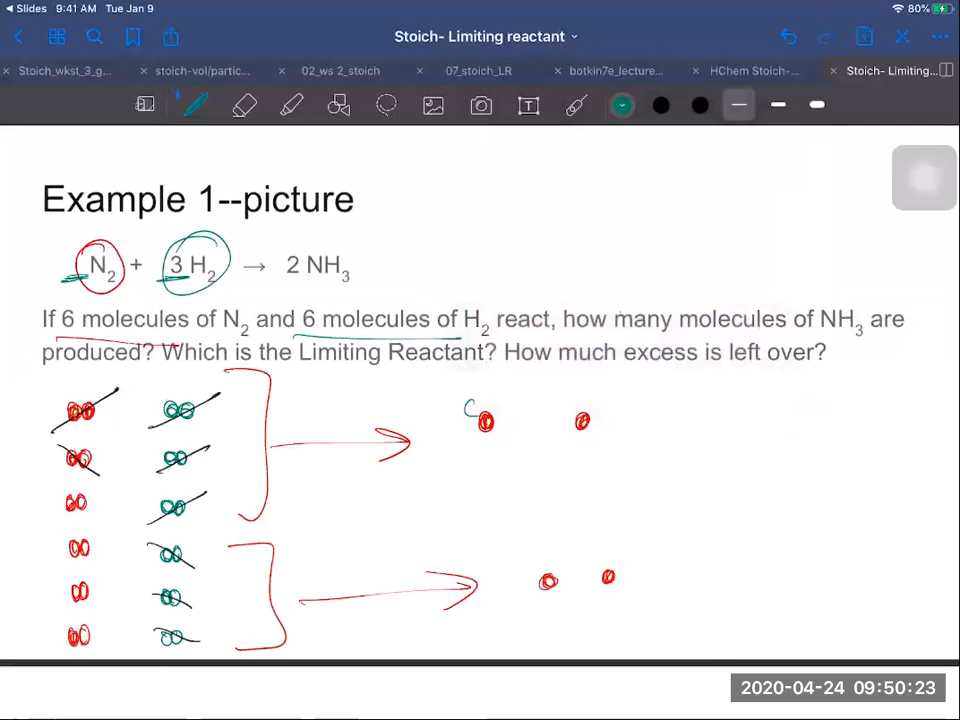 Slides 9:41 AM Tue Jan 9 80%
Stoich- Limiting reactant
Stoich_wkst_3_g... stoich-vol/partic... 02_ws 2_stoich 07_stoich_LR botkin7e_lecture... HChem Stoich-... Stoich- Limiting...
T
Example 1--picture
N2 + 3 H2 → 2 NH3
If 6 molecules of N2 and 6 molecules of H2 react, how many molecules of NH3 are
produced? Which is the Limiting Reactant? How much excess is left over?
2020-04-24 09:50:23